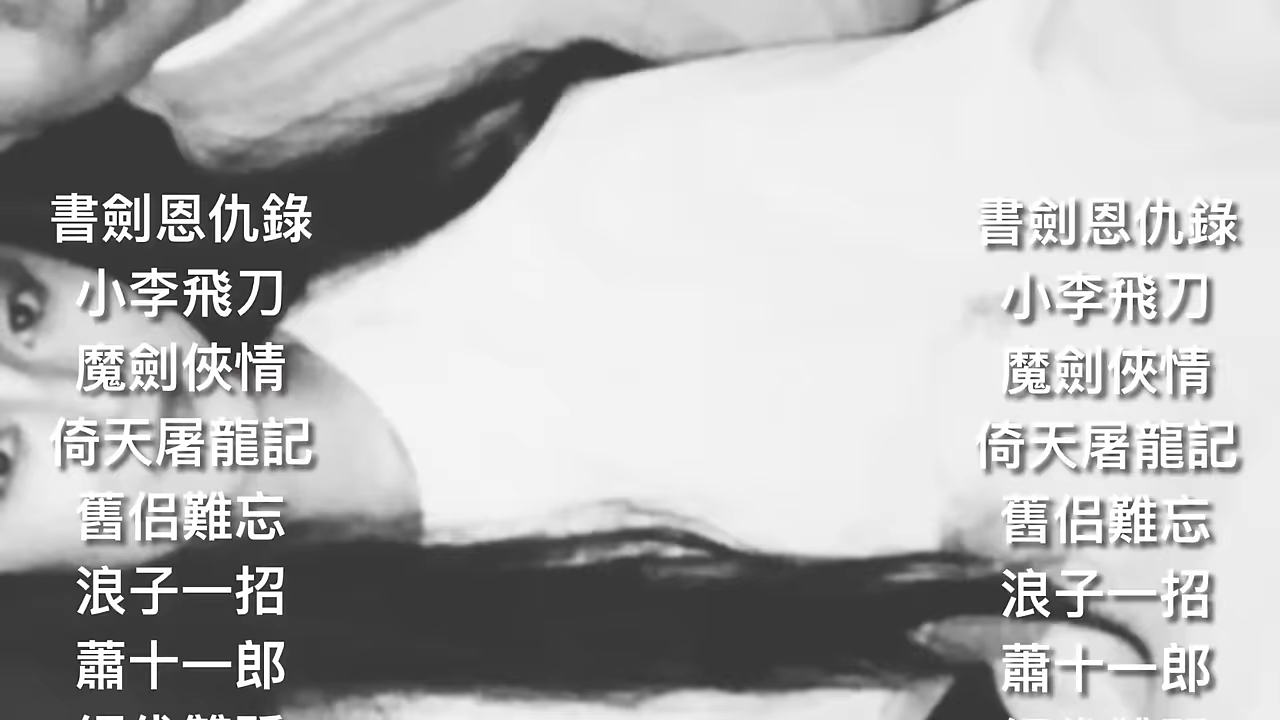 書劍恩仇錄
小李飛刀
魔劍俠情
倚天屠龍記
舊侶難忘
浪子一招
蕭十一郎
書劍恩仇錄
小李飛刀
魔劍俠情
倚天屠龍記
舊侶難忘
浪子一招
蕭十一郎